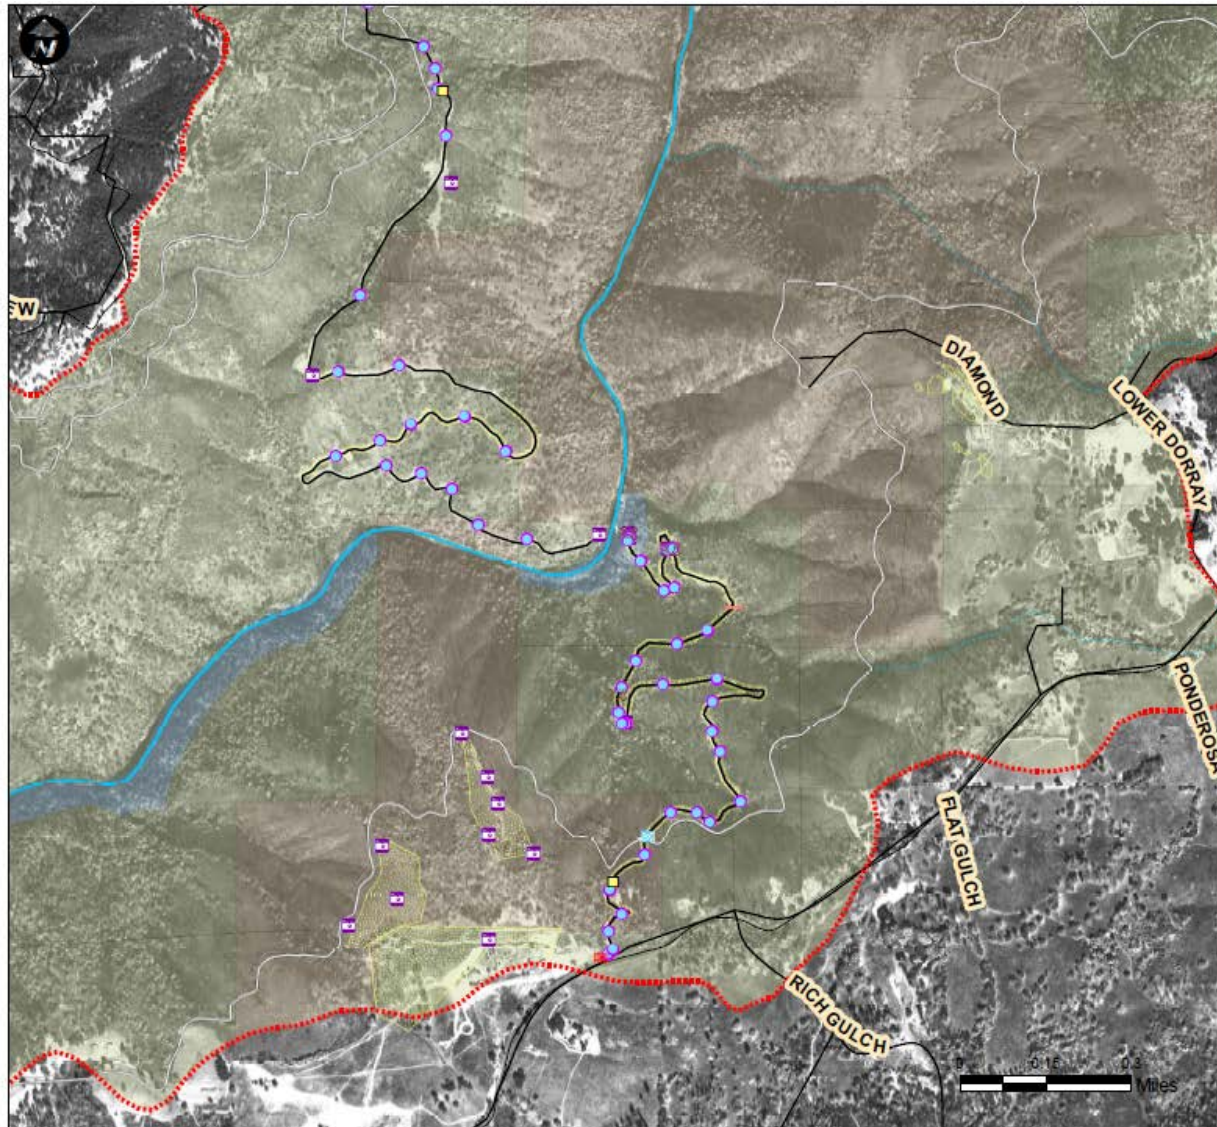 N
EW
DIAMOND
LOWER DORRAY
PONDEROSA
FLAT GULCH
RICH GULCH
0 0.15 0.3
Miles